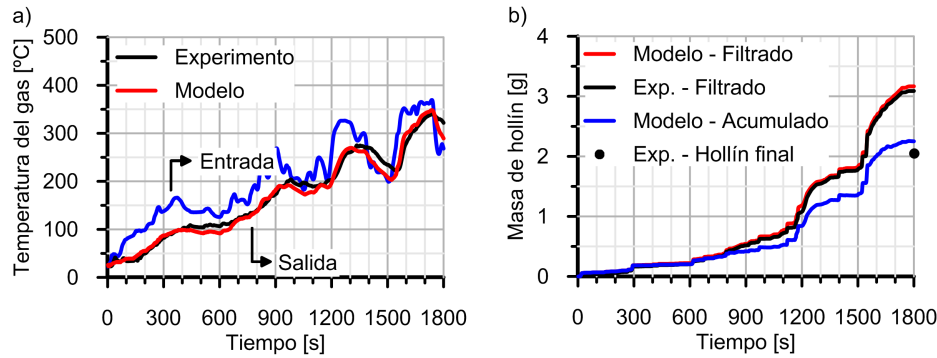 a)
Temperatura del gas [ºC]
500
400
300
200
100
0
Experimento
Modelo
Entrada
Salida
0 300 600 900 1200 1500 1800
Tiempo [s]
b)
Masa de hollín [g]
4
3
2
1
0
Modelo - Filtrado
Exp. - Filtrado
Modelo - Acumulado
Exp. - Hollín final
0 300 600 900 1200 1500 1800
Tiempo [s]